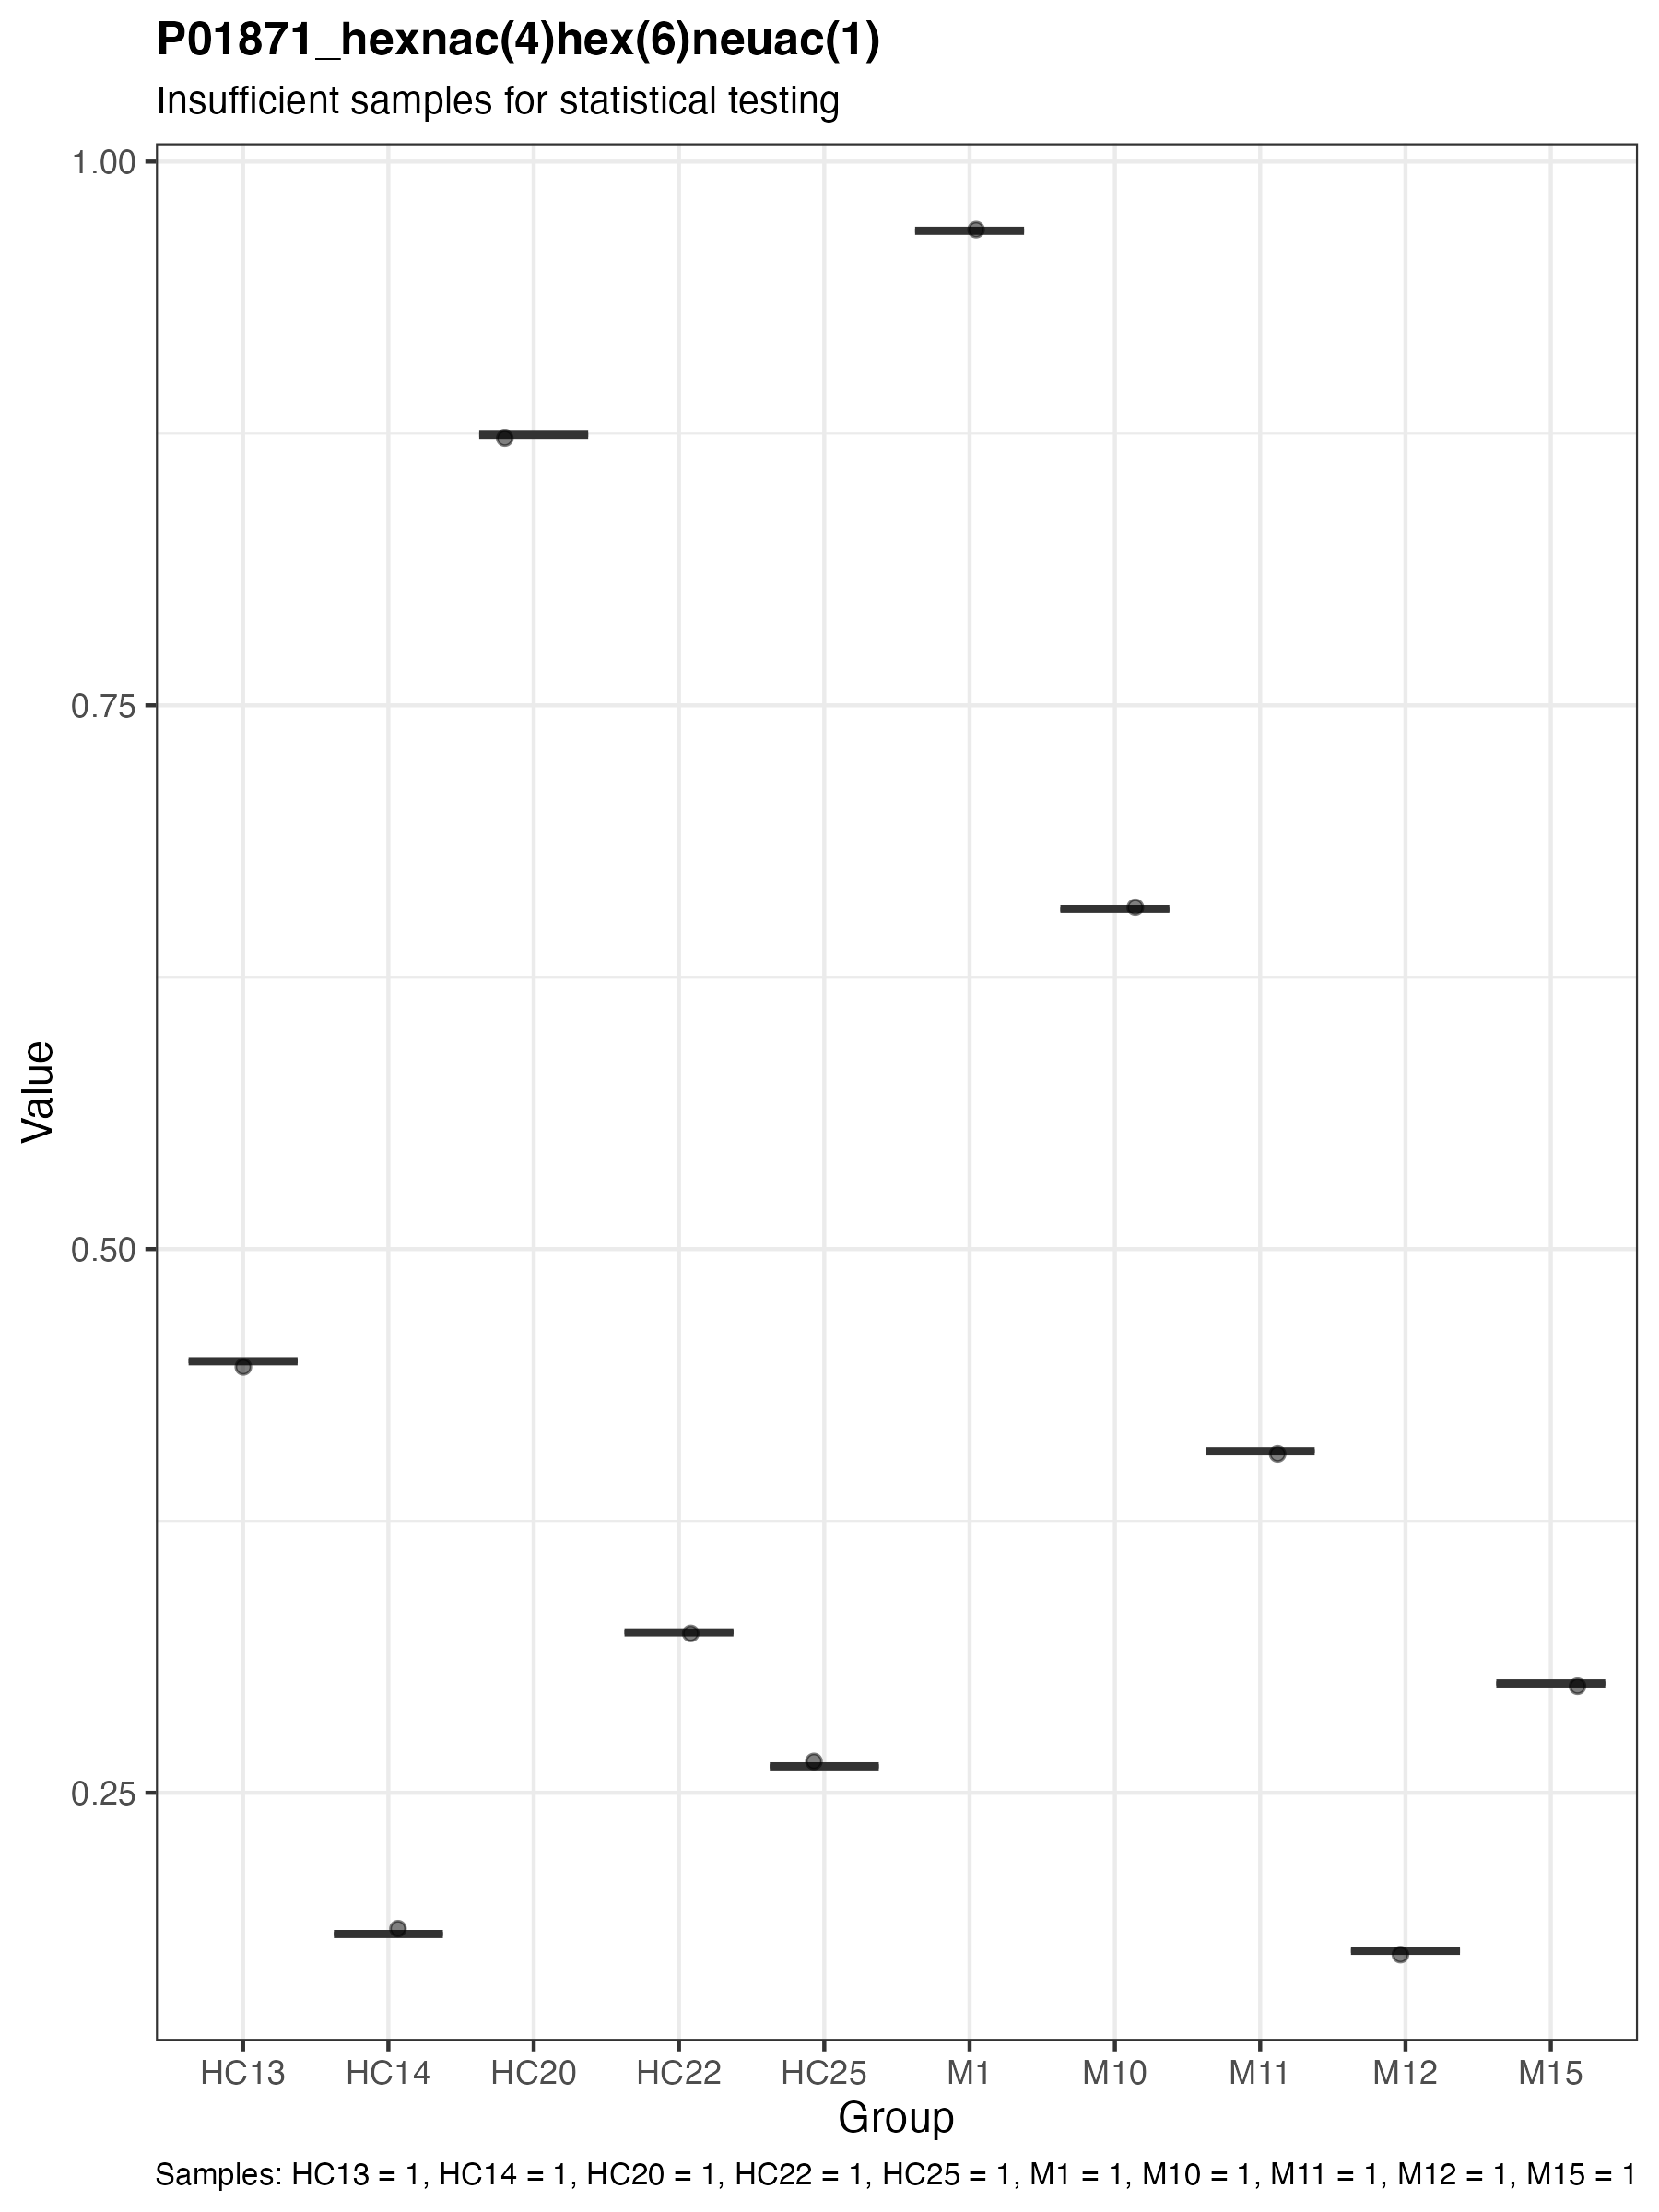 P01871_hexnac(4)hex(6)neuac(1)
Insufficient samples for statistical testing
1.00
0.75
0.50
0.25
Value
HC13 HC14 HC20 HC22 HC25 M1 M10 M11 M12 M15
Group
Samples: HC13 = 1, HC14 = 1, HC20 = 1, HC22 = 1, HC25 = 1, M1 = 1, M10 = 1, M11 = 1, M12 = 1, M15 = 1